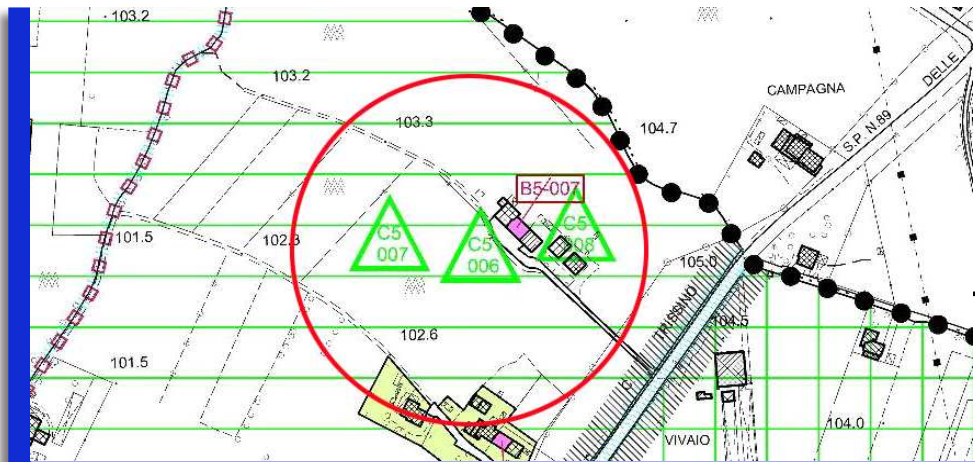 103.2
103.2
CAMPAGNA
S.P. N.89
DELLE
103.3
104.7
B5-007
C5
007
C5
006
C5
008
101.5
102.3
105.0
C.
TRISSINO
104.5
102.6
101.5
104.0
VIVAIO